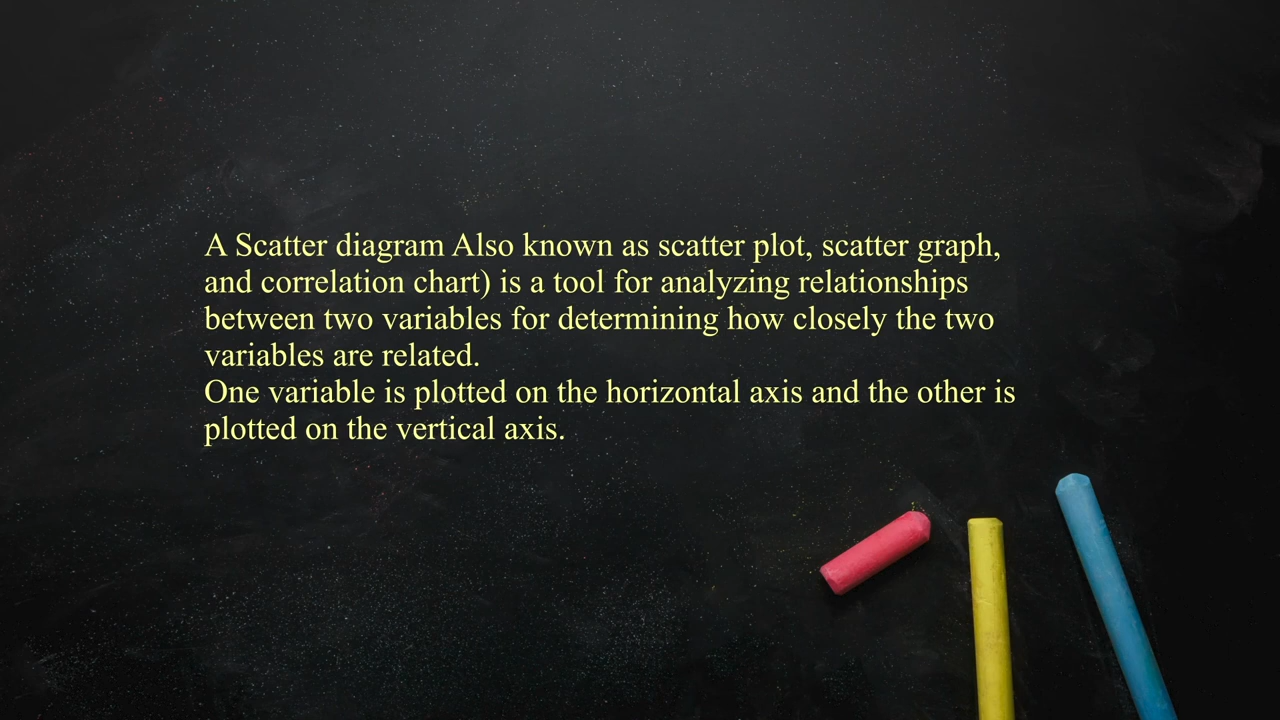 A Scatter diagram Also known as scatter plot, scatter graph,
and correlation chart) is a tool for analyzing relationships
between two variables for determining how closely the two
variables are related.
One variable is plotted on the horizontal axis and the other is
plotted on the vertical axis.